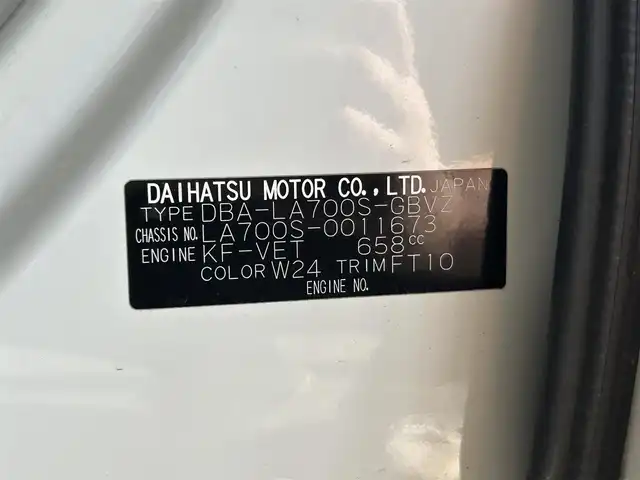 DAIHATSU MOTOR CO., LTD. JAPAN
TYPE DBA-LA700S-GBVZ
CHASSIS NO. LA700S-0011673
ENGINE KF-VET 658cc
COLOR W24 TRIM FT10
ENGINE NO.